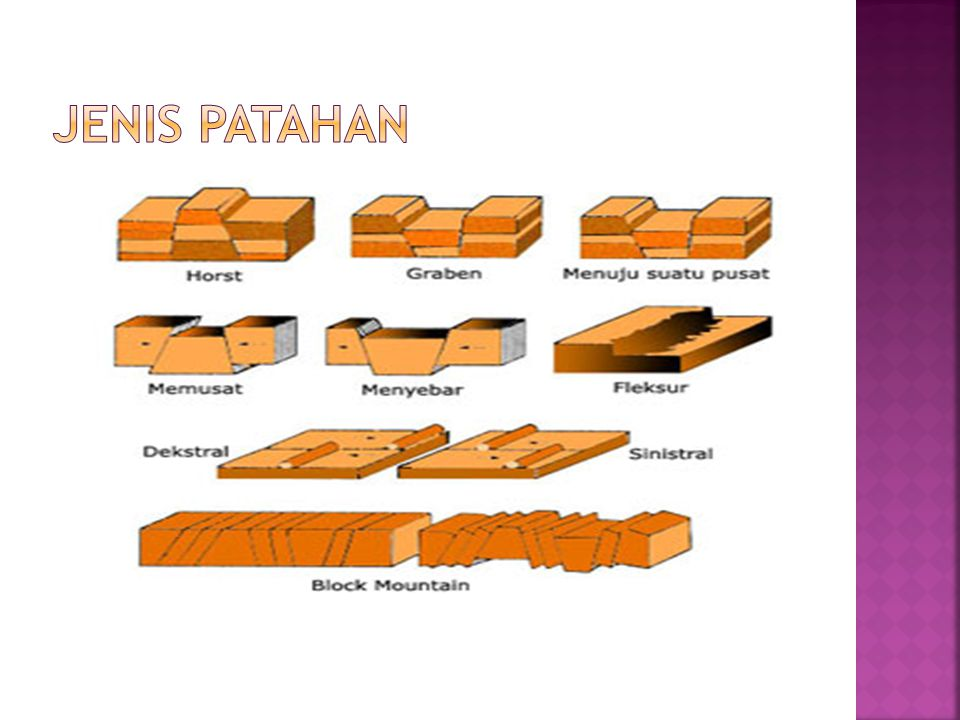 JENIS PATAHAN
Horst
Graben
Menuju suatu pusat
Memusat
Menyebar
Fleksur
Dekstral
Sinistral
Block Mountain